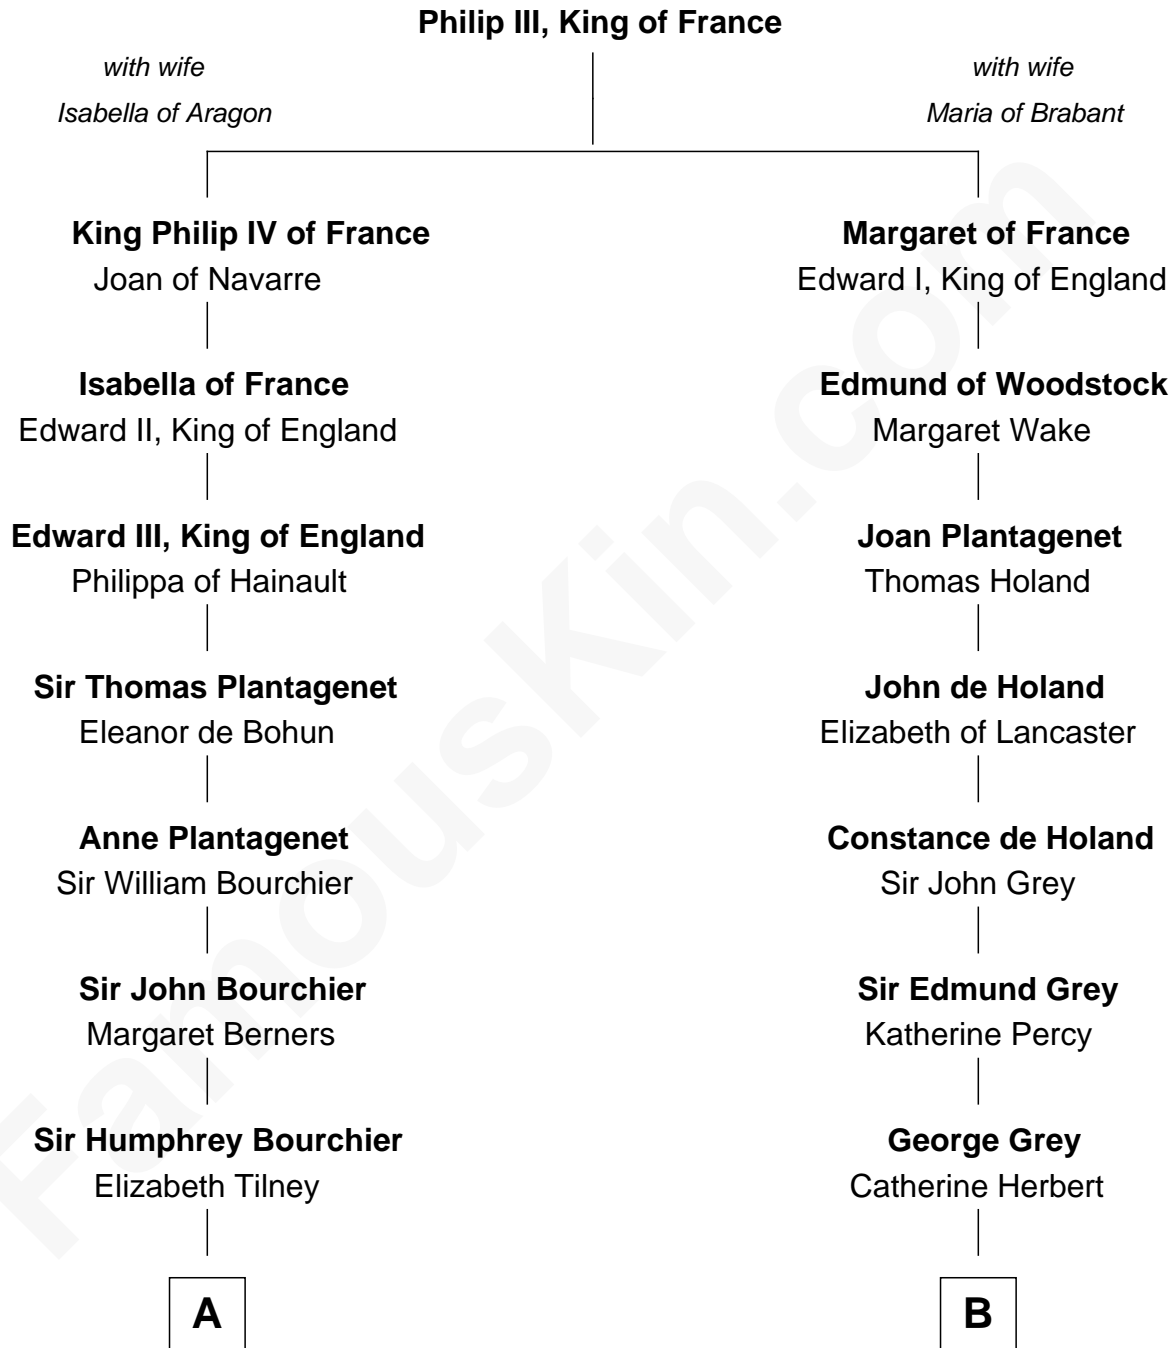 Philip III, King of France
with wife
Isabella of Aragon
with wife
Maria of Brabant
King Philip IV of France
Joan of Navarre
Margaret of France
Edward I, King of England
Isabella of France
Edward II, King of England
Edmund of Woodstock
Margaret Wake
Edward III, King of England
Philippa of Hainault
Joan Plantagenet
Thomas Holand
Sir Thomas Plantagenet
Eleanor de Bohun
John de Holand
Elizabeth of Lancaster
Anne Plantagenet
Sir William Bourchier
Constance de Holand
Sir John Grey
Sir John Bourchier
Margaret Berners
Sir Edmund Grey
Katherine Percy
Sir Humphrey Bourchier
Elizabeth Tilney
George Grey
Catherine Herbert
A
B
FamousKin.com